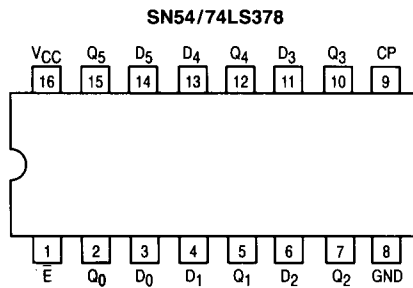 SN54/74LS378
VCC Q5 D5 D4 Q4 D3 Q3 CP
16 15 14 13 12 11 10 9
1 2 3 4 5 6 7 8
E̅ Q0 D0 D1 Q1 D2 Q2 GND